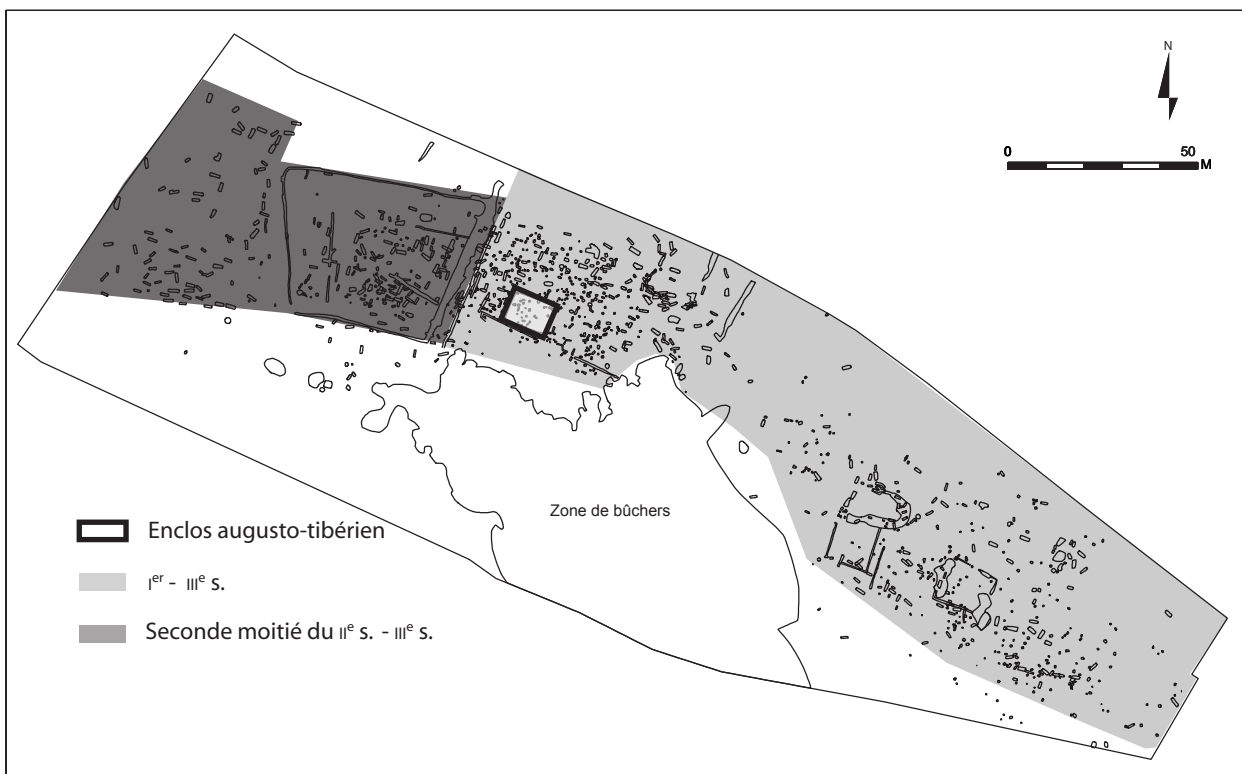 N
0 50
M
Zone de bûchers
Enclos augusto-tibérien
Ier - IIIe s.
Seconde moitié du IIe s. - IIIe s.